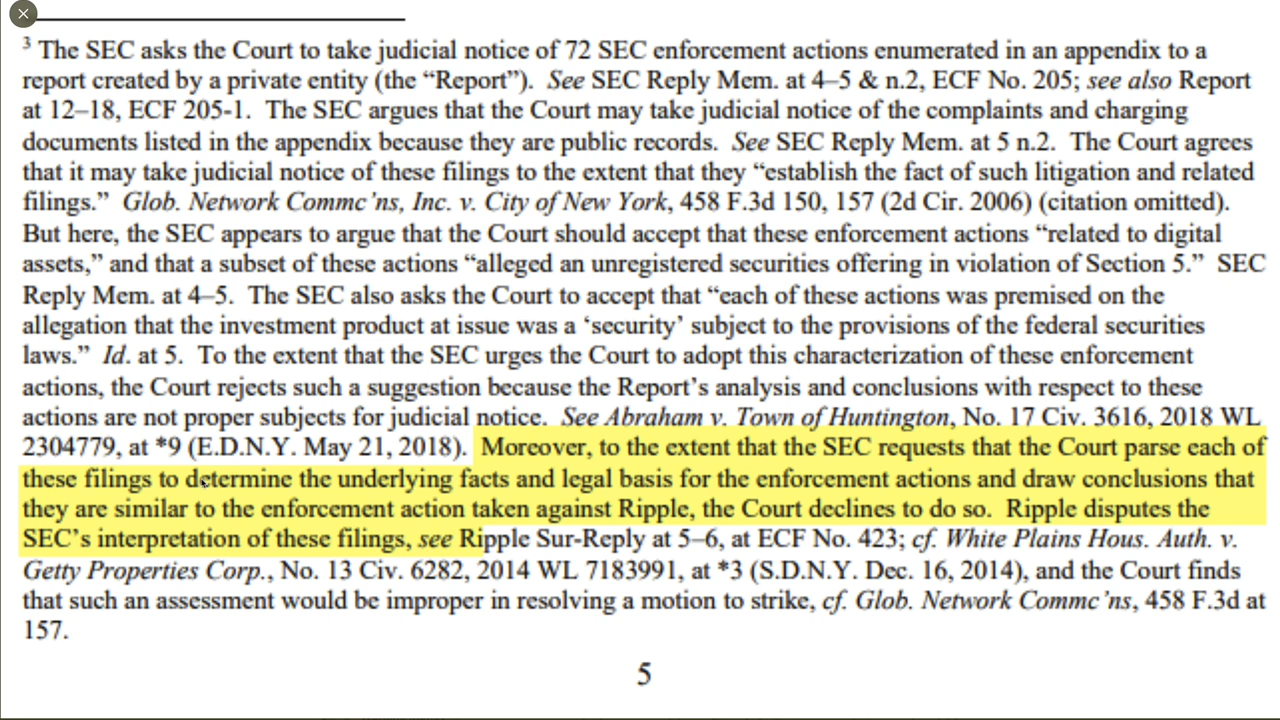 ³ The SEC asks the Court to take judicial notice of 72 SEC enforcement actions enumerated in an appendix to a
report created by a private entity (the “Report”).  See SEC Reply Mem. at 4–5 & n.2, ECF No. 205; see also Report
at 12–18, ECF 205-1.  The SEC argues that the Court may take judicial notice of the complaints and charging
documents listed in the appendix because they are public records.  See SEC Reply Mem. at 5 n.2.  The Court agrees
that it may take judicial notice of these filings to the extent that they “establish the fact of such litigation and related
filings.”  Glob. Network Commc’ns, Inc. v. City of New York, 458 F.3d 150, 157 (2d Cir. 2006) (citation omitted).
But here, the SEC appears to argue that the Court should accept that these enforcement actions “related to digital
assets,” and that a subset of these actions “alleged an unregistered securities offering in violation of Section 5.”  SEC
Reply Mem. at 4–5.  The SEC also asks the Court to accept that “each of these actions was premised on the
allegation that the investment product at issue was a ‘security’ subject to the provisions of the federal securities
laws.”  Id. at 5.  To the extent that the SEC urges the Court to adopt this characterization of these enforcement
actions, the Court rejects such a suggestion because the Report’s analysis and conclusions with respect to these
actions are not proper subjects for judicial notice.  See Abraham v. Town of Huntington, No. 17 Civ. 3616, 2018 WL
2304779, at *9 (E.D.N.Y. May 21, 2018).  Moreover, to the extent that the SEC requests that the Court parse each of
these filings to determine the underlying facts and legal basis for the enforcement actions and draw conclusions that
they are similar to the enforcement action taken against Ripple, the Court declines to do so.  Ripple disputes the
SEC’s interpretation of these filings, see Ripple Sur-Reply at 5–6, at ECF No. 423; cf. White Plains Hous. Auth. v.
Getty Properties Corp., No. 13 Civ. 6282, 2014 WL 7183991, at *3 (S.D.N.Y. Dec. 16, 2014), and the Court finds
that such an assessment would be improper in resolving a motion to strike, cf. Glob. Network Commc’ns, 458 F.3d at
157.
5